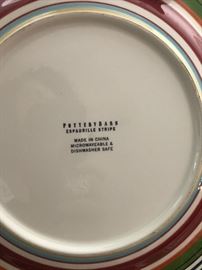 POTTERYBARN
ESPADRILLE STRIPE
MADE IN CHINA
MICROWAVEABLE &
DISHWASHER SAFE